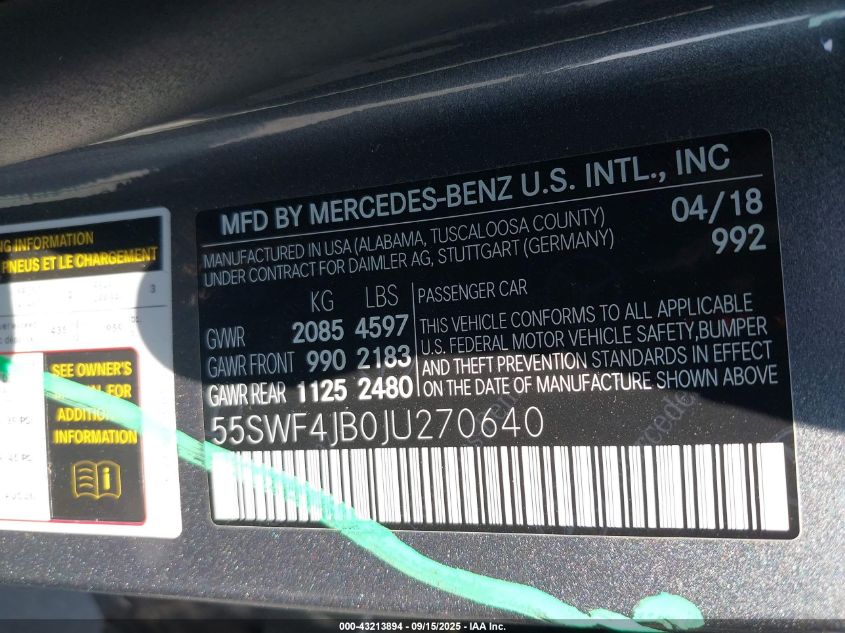 MFD BY MERCEDES-BENZ U.S. INTL., INC
MANUFACTURED IN USA (ALABAMA, TUSCALOOSA COUNTY)
UNDER CONTRACT FOR DAIMLER AG, STUTTGART (GERMANY)
04/18
992
KG LBS
GVWR 2085 4597
GAWR FRONT 990 2183
GAWR REAR 1125 2480
PASSENGER CAR
THIS VEHICLE CONFORMS TO ALL APPLICABLE
U.S. FEDERAL MOTOR VEHICLE SAFETY,BUMPER
AND THEFT PREVENTION STANDARDS IN EFFECT
ON THE DATE OF MANUFACTURE SHOWN ABOVE
55SWF4JB0JU270640
INFORMATION
PNEUS ET LE CHARGEMENT
3
435
950
SEE OWNER'S
FOR
INFORMATION
000-43213894 - 09/15/2025 - IAA Inc.